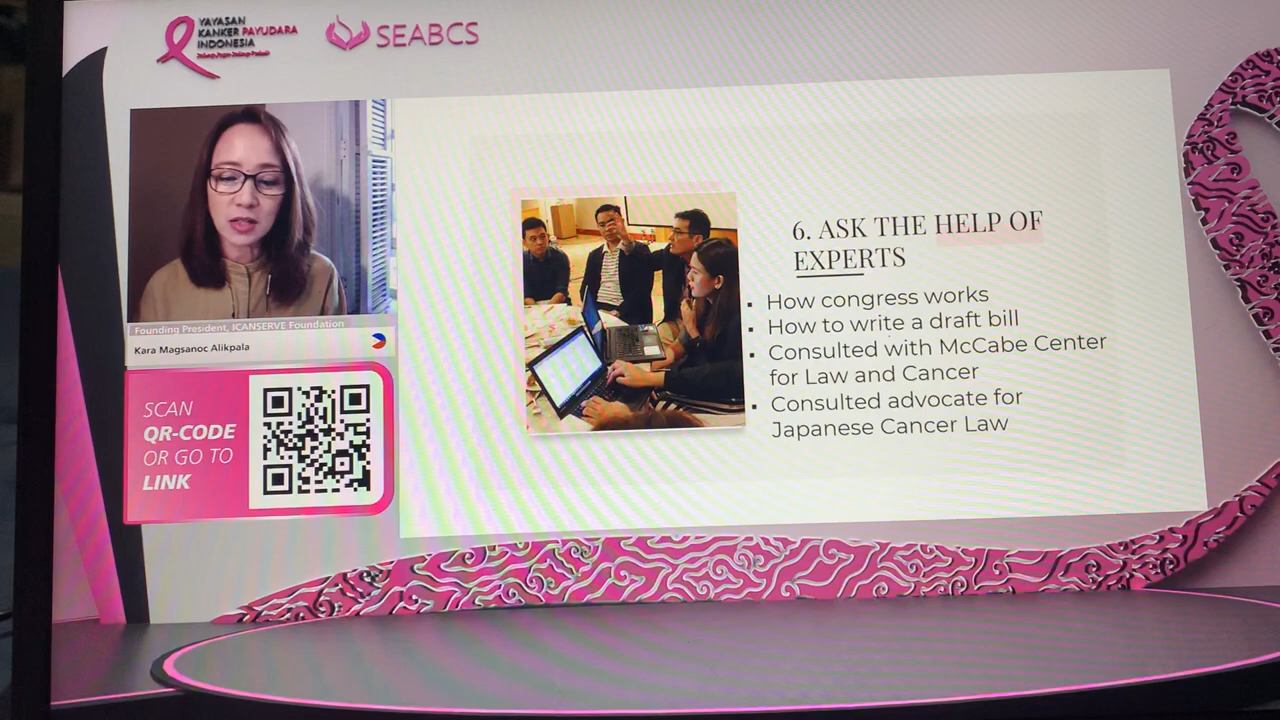 YAYASAN
KANKER PAYUDARA
INDONESIA
SEABCS
Founding President, ICANSERVE Foundation
Kara Magsanoc Alikpala
SCAN
QR-CODE
OR GO TO
LINK
6. ASK THE HELP OF
EXPERTS
▪ How congress works
▪ How to write a draft bill
▪ Consulted with McCabe Center
for Law and Cancer
▪ Consulted advocate for
Japanese Cancer Law